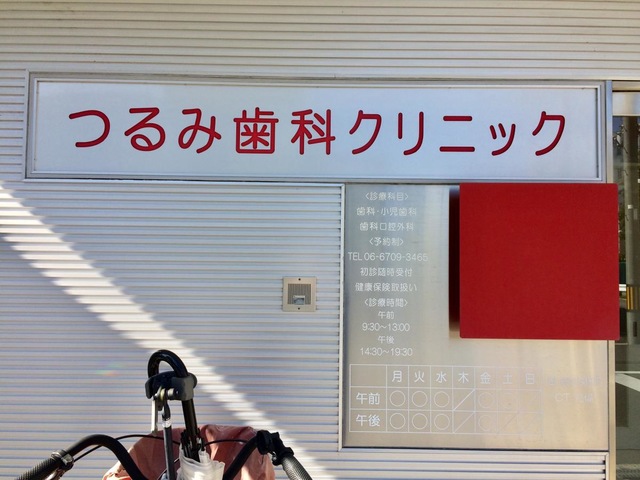 つるみ歯科クリニック
〈診療科目〉
歯科・小児歯科
歯科口腔外科
〈予約制〉
TEL 06-6709-3465
初診随時受付
健康保険取扱い
〈診療時間〉
午前
9:30〜13:00
午後
14:30〜19:30
月 火 水 木 金 土 日
午前 ○ ○ ○ ／ ○
午後 ○ ○ ○ ／ ○